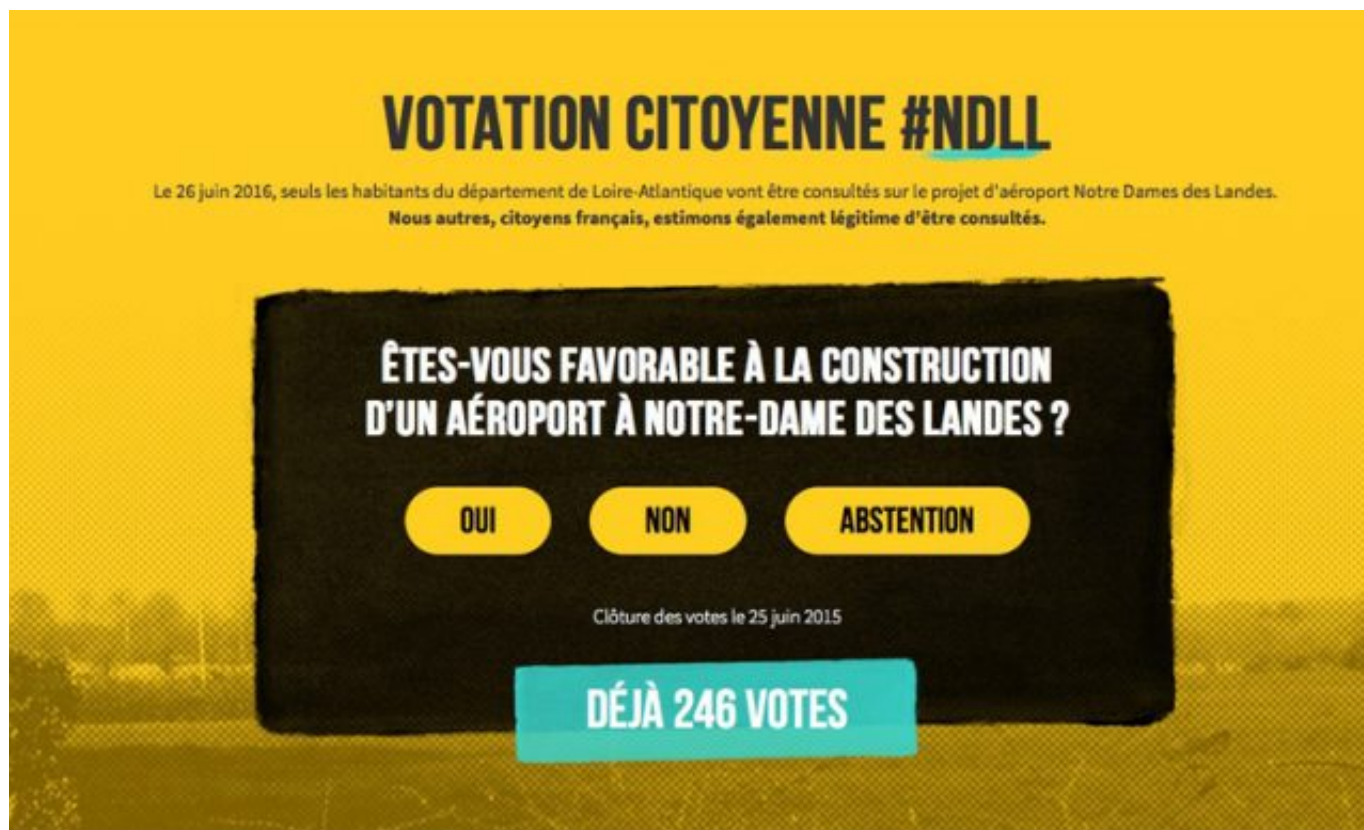 VOTATION CITOYENNE #NDLL
Le 26 juin 2016, seuls les habitants du département de Loire-Atlantique vont être consultés sur le projet d'aéroport Notre Dames des Landes.
Nous autres, citoyens français, estimons également légitime d'être consultés.
ÊTES-VOUS FAVORABLE À LA CONSTRUCTION
D'UN AÉROPORT À NOTRE-DAME DES LANDES ?
OUI NON ABSTENTION
Clôture des votes le 25 juin 2015
DÉJÀ 246 VOTES